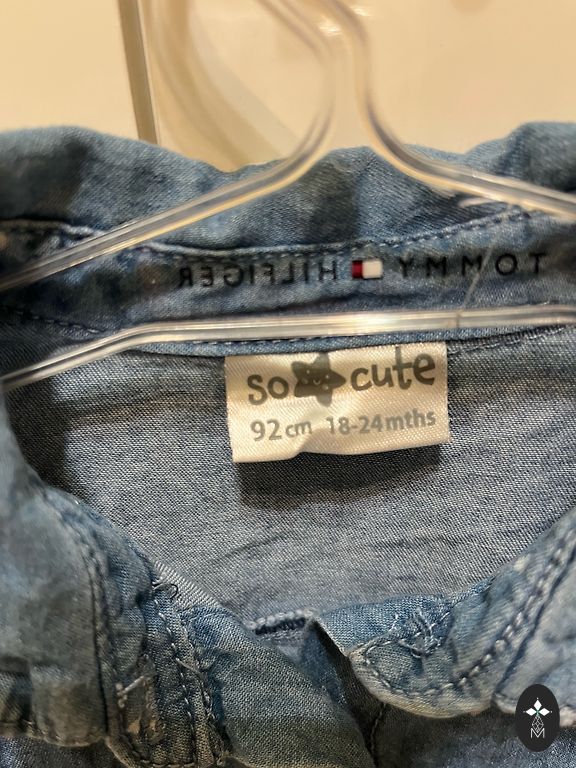 TOMMY HILFIGER
so cute
92cm 18-24mths
M